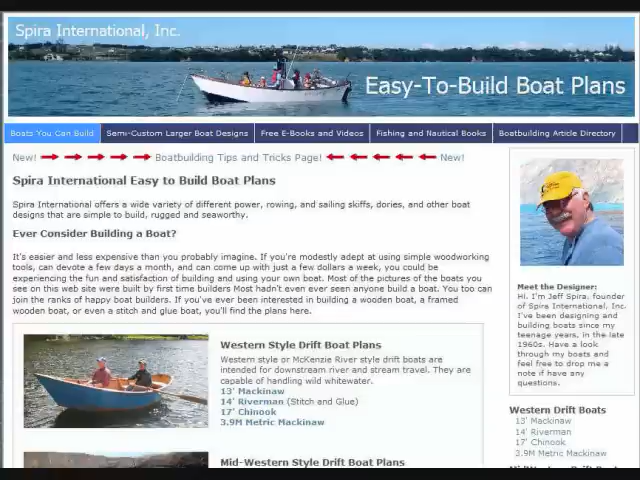 Spira International, Inc.
Easy-To-Build Boat Plans
Boats You Can Build
Semi-Custom Larger Boat Designs
Free E-Books and Videos
Fishing and Nautical Books
Boatbuilding Article Directory
New! Boatbuilding Tips and Tricks Page! New!
Spira International Easy to Build Boat Plans
Spira International offers a wide variety of different power, rowing, and sailing skiffs, dories, and other boat
designs that are simple to build, rugged and seaworthy.
Ever Consider Building a Boat?
It's easier and less expensive than you probably imagine. If you're modestly adept at using simple woodworking
tools, can devote a few days a month, and can come up with just a few dollars a week, you could be
experiencing the fun and satisfaction of building and using your own boat. Most of the pictures of the boats you
see on this web site were built by first time builders Most hadn't even ever seen anyone build a boat. You too can
join the ranks of happy boat builders. If you've ever been interested in building a wooden boat, a framed
wooden boat, or even a stitch and glue boat, you'll find the plans here.
Western Style Drift Boat Plans
Western style or McKenzie River style drift boats are
intended for downstream river and stream travel. They are
capable of handling wild whitewater.
13' Mackinaw
14' Riverman (Stitch and Glue)
17' Chinook
3.9M Metric Mackinaw
Mid-Western Style Drift Boat Plans
Meet the Designer:
Hi. I'm Jeff Spira, founder
of Spira International, Inc.
I've been designing and
building boats since my
teenage years, in the late
1960s. Have a look
through my boats and
feel free to drop me a
note if have any
questions.
Western Drift Boats
13' Mackinaw
14' Riverman
17' Chinook
3.9M Metric Mackinaw